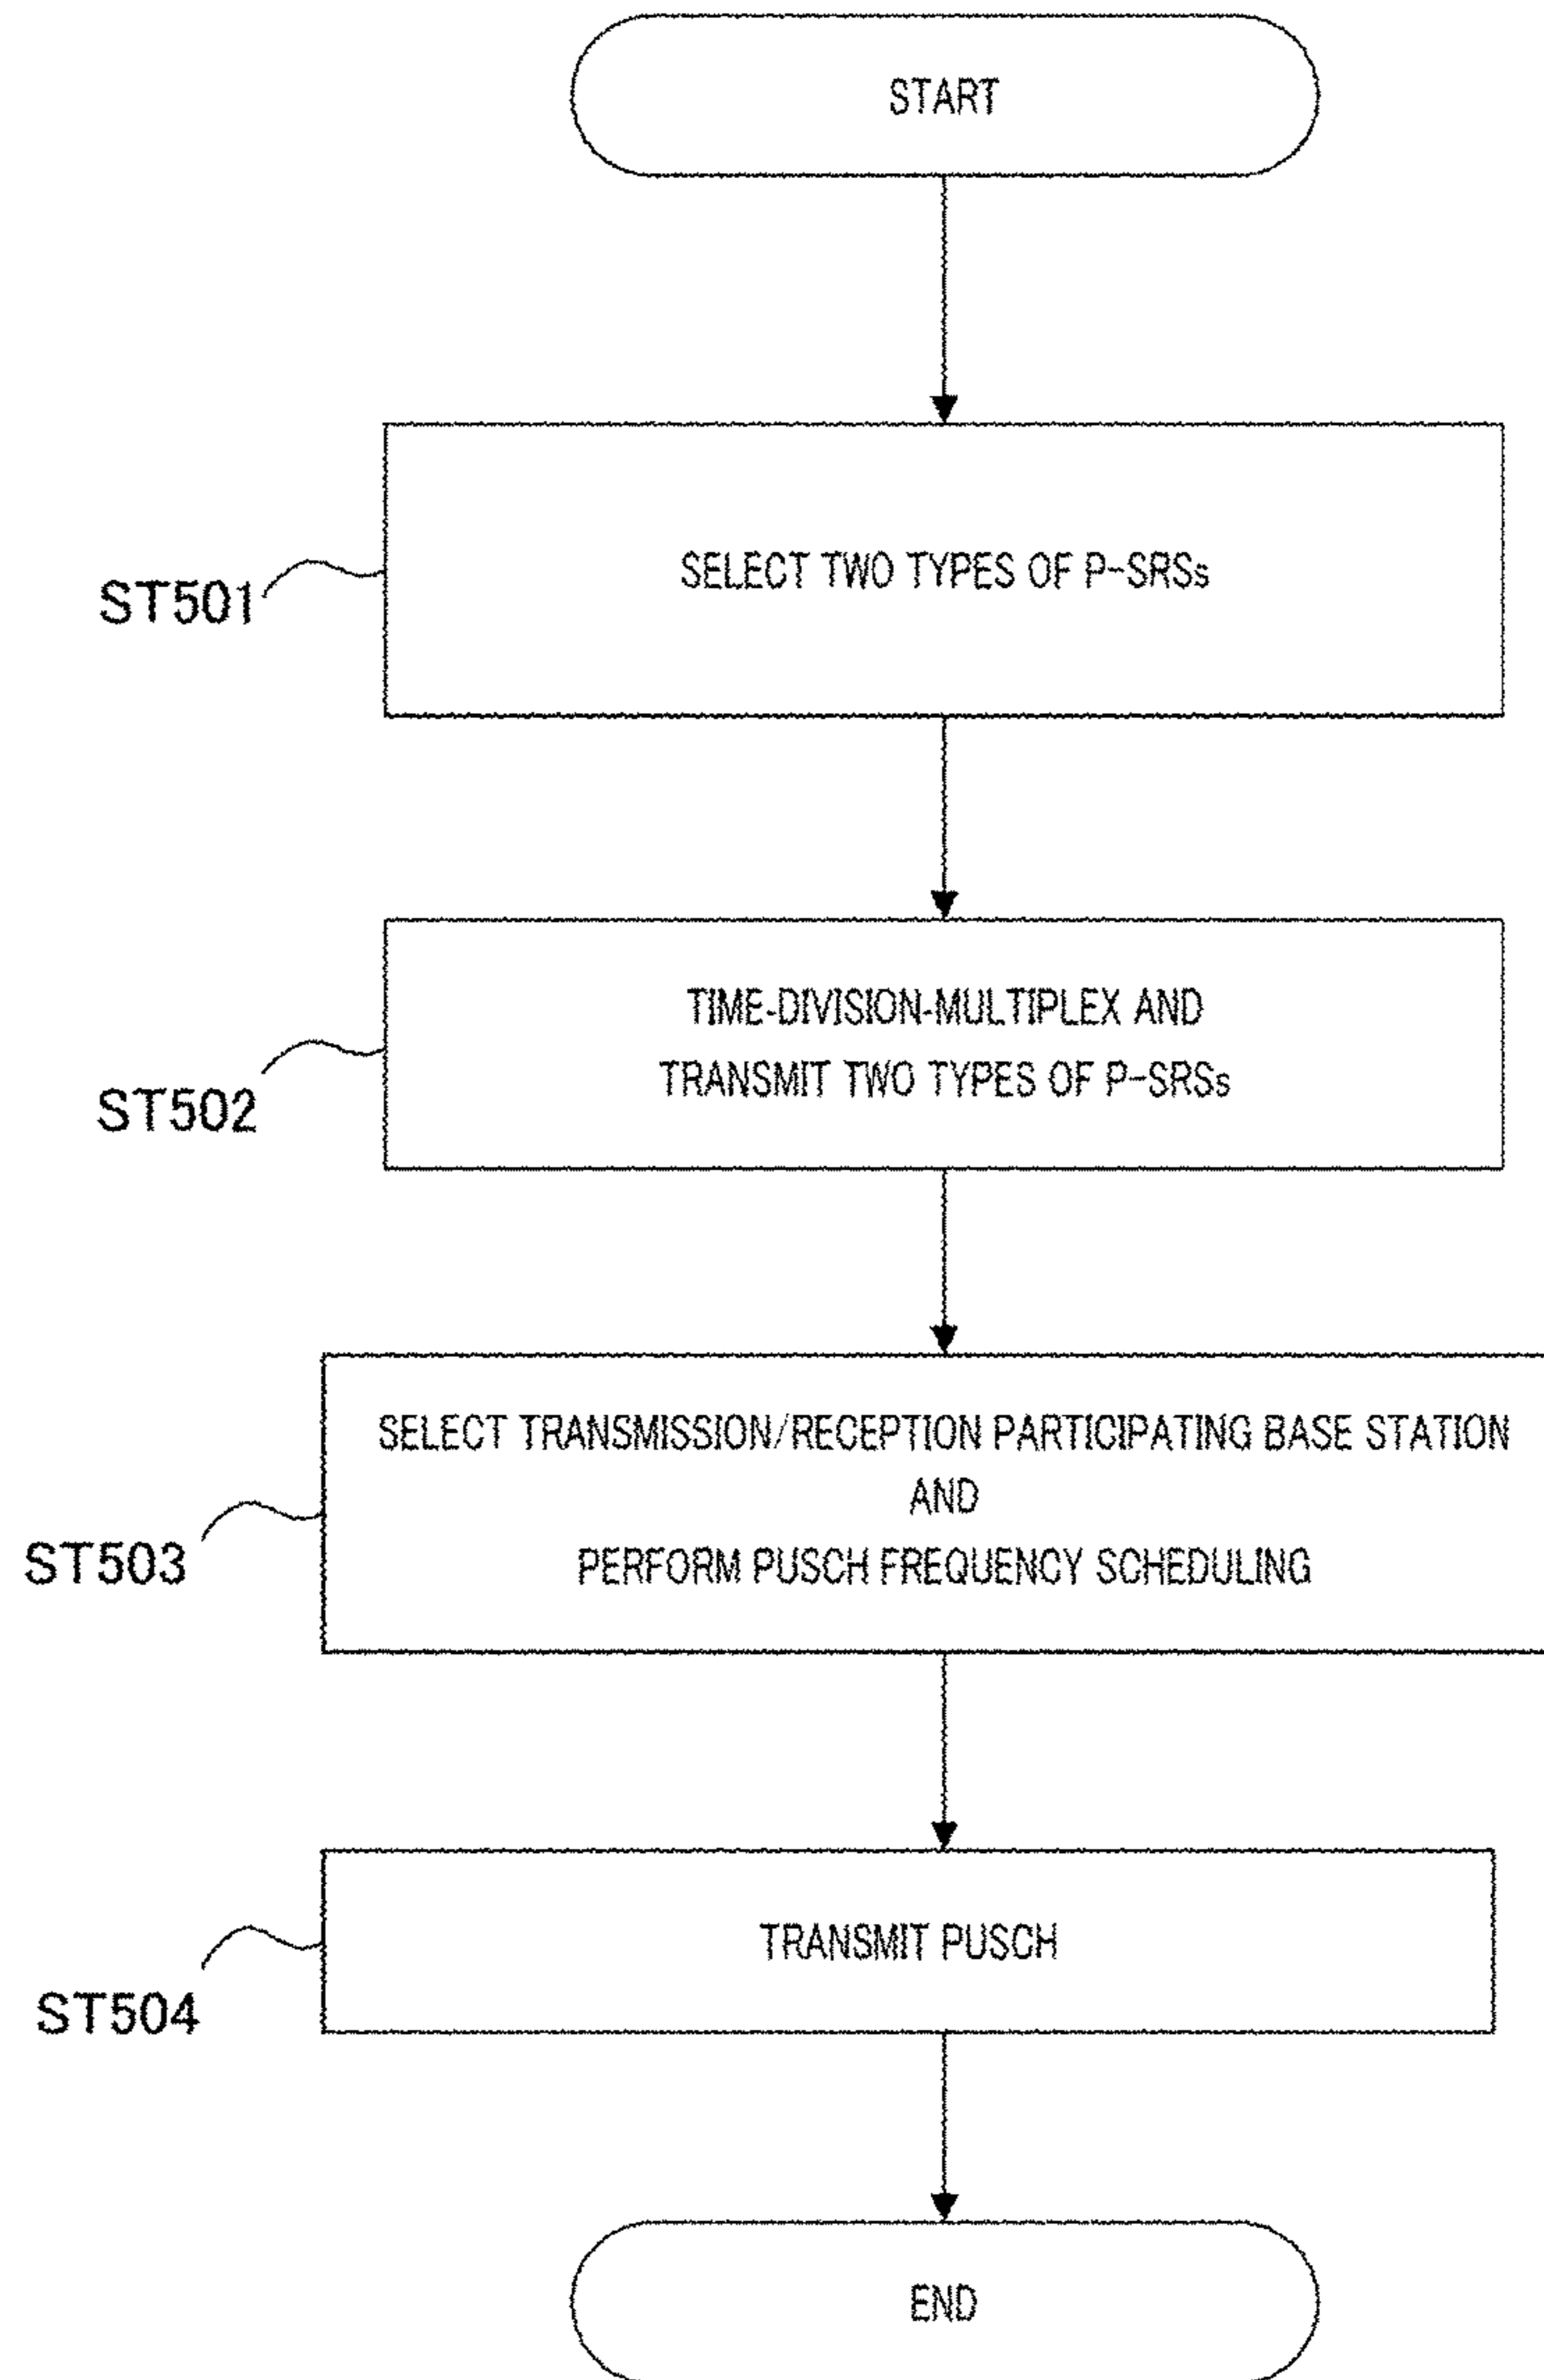 START
SELECT TWO TYPES OF P-SRSs
ST501
TIME-DIVISION-MULTIPLEX AND
TRANSMIT TWO TYPES OF P-SRSs
ST502
SELECT TRANSMISSION/RECEPTION PARTICIPATING BASE STATION
AND
PERFORM PUSCH FREQUENCY SCHEDULING
ST503
TRANSMIT PUSCH
ST504
END